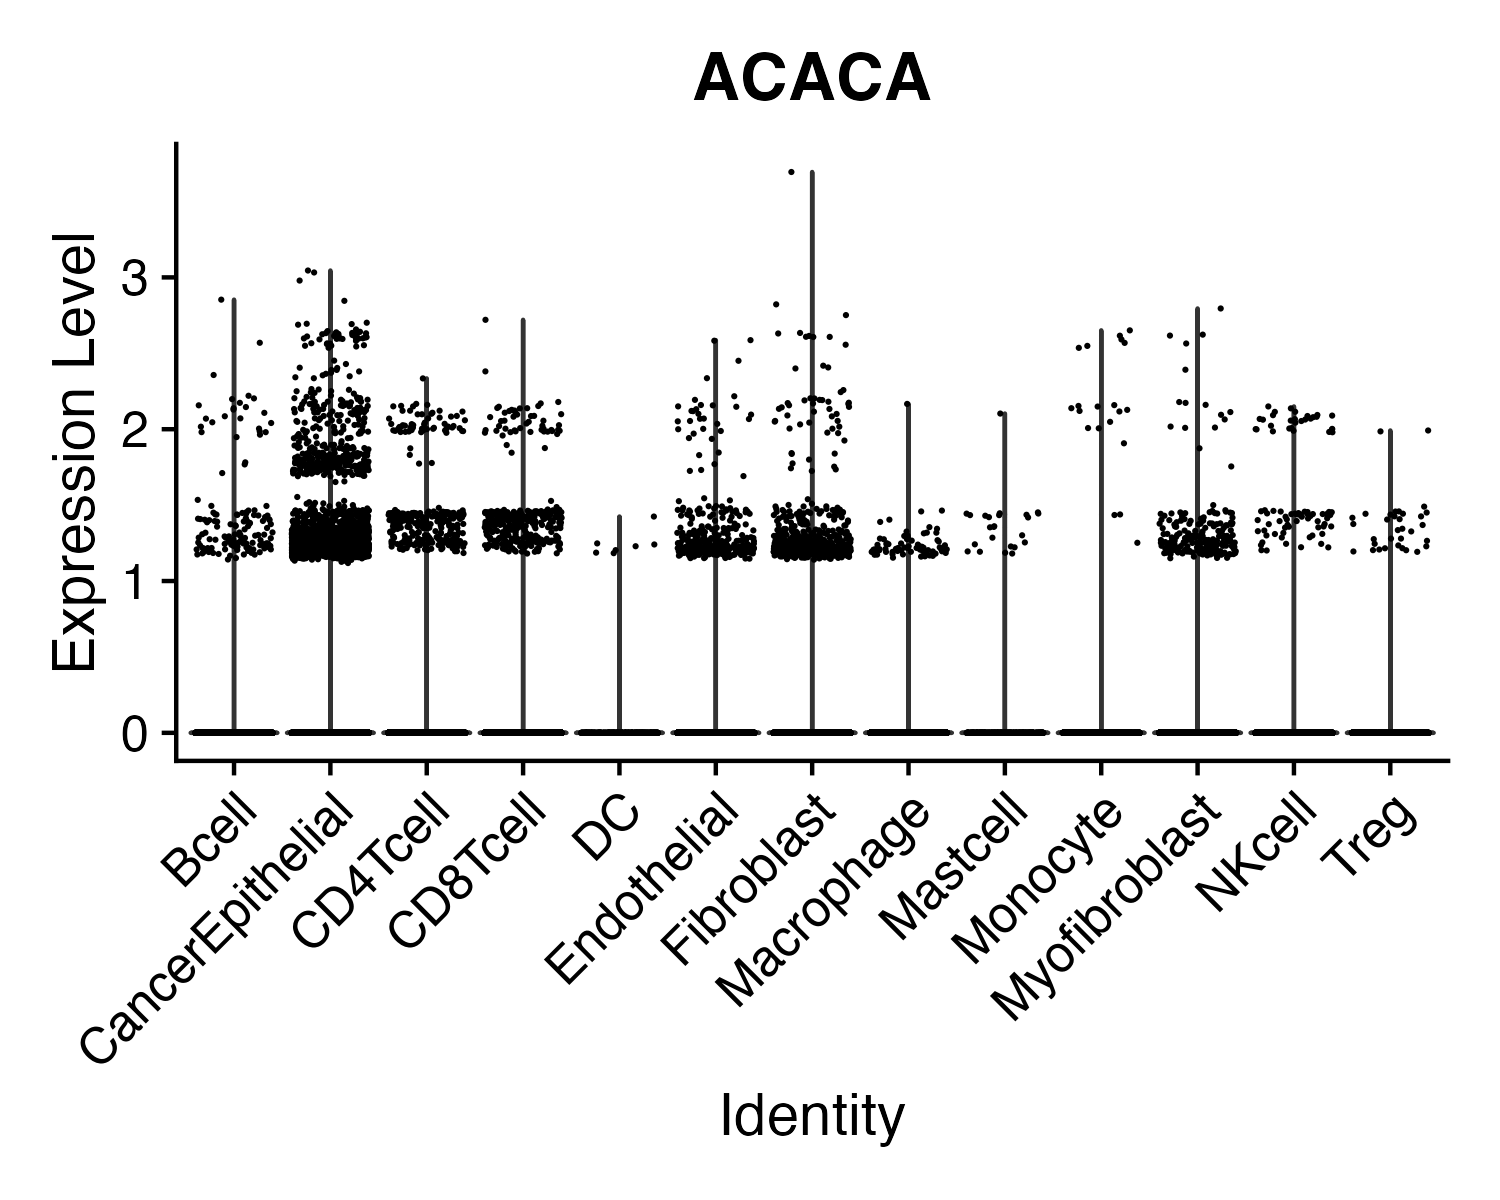 ACACA
Expression Level
3
2
1
0
Bcell
CancerEpithelial
CD4Tcell
CD8Tcell
DC
Endothelial
Fibroblast
Macrophage
Mastcell
Monocyte
Myofibroblast
NKcell
Treg
Identity